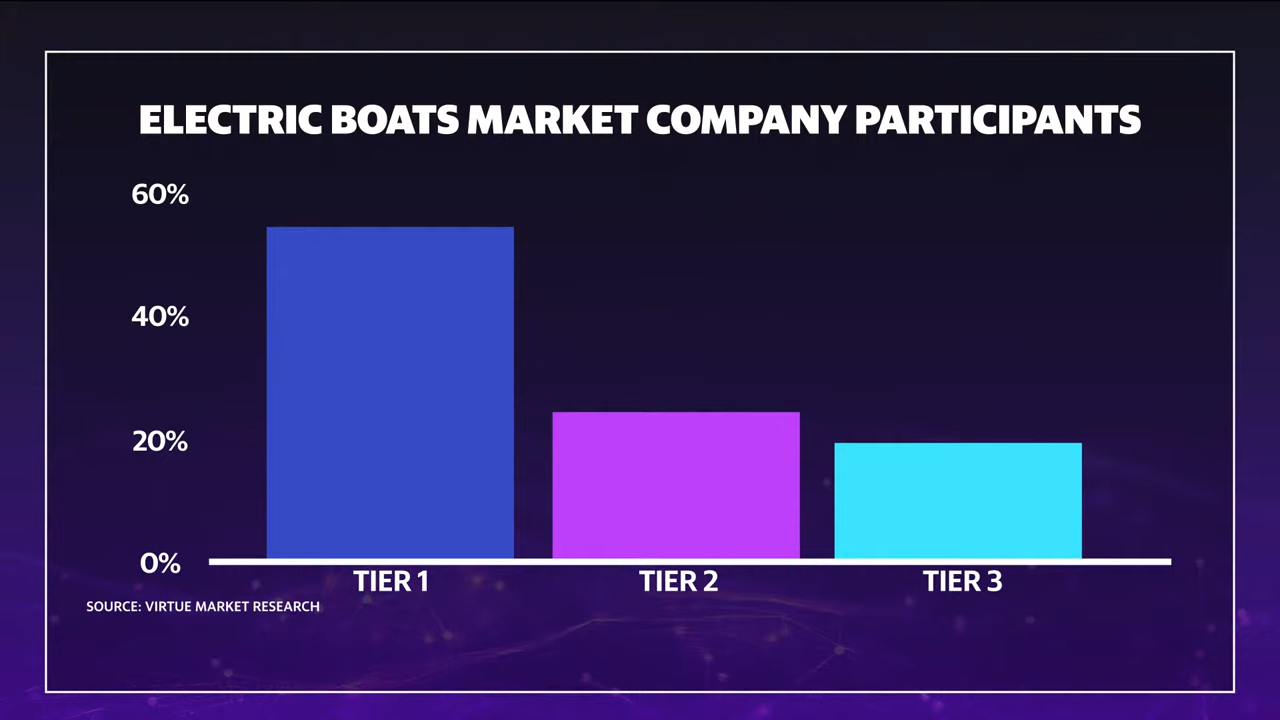 ELECTRIC BOATS MARKET COMPANY PARTICIPANTS
60%
40%
20%
0%
TIER 1 TIER 2 TIER 3
SOURCE: VIRTUE MARKET RESEARCH